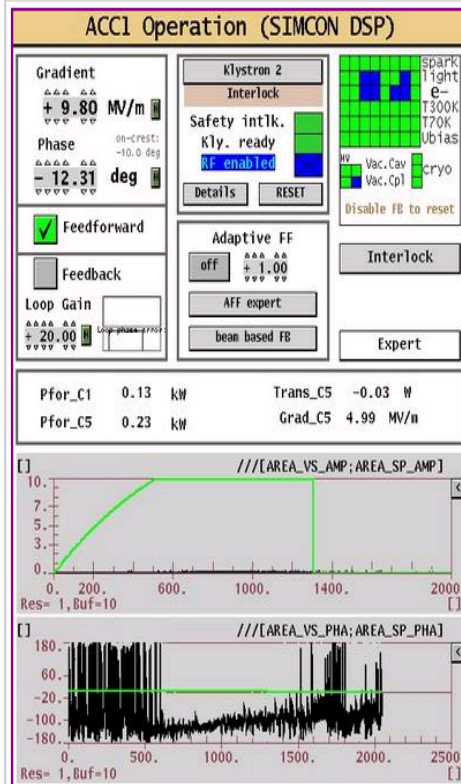 ACC1 Operation (SIMCON DSP)
Gradient
+ 9.80 MV/m
Phase
on-crest:
-10.0 deg
- 12.31 deg
Feedforward
Feedback
Loop Gain
+ 20.00
Loop phase error:
Klystron 2
Interlock
Safety intlk.
Kly. ready
RF enabled
Details
RESET
Adaptive FF
off
+ 1.00
AFF expert
beam based FB
spark
light
e-
T300K
T70K
Ubias
HV
Vac.Cav
Vac.Cpl
cryo
Disable FB to reset
Interlock
Expert
Pfor_C1 0.13 kW Trans_C5 -0.03 W
Pfor_C5 0.23 kW Grad_C5 4.99 MV/m
[] ///[AREA_VS_AMP;AREA_SP_AMP]
<
10.
7.
5.
3.
0.
0. 200. 600. 1000. 1400. 2000
Res= 1,Buf=10 []
[] ///[AREA_VS_PHA;AREA_SP_PHA]
<
180.
60.
-20.
-100.
-180.
0. 500. 1000. 1500. 2000. 2500
Res= 1,Buf=10 []